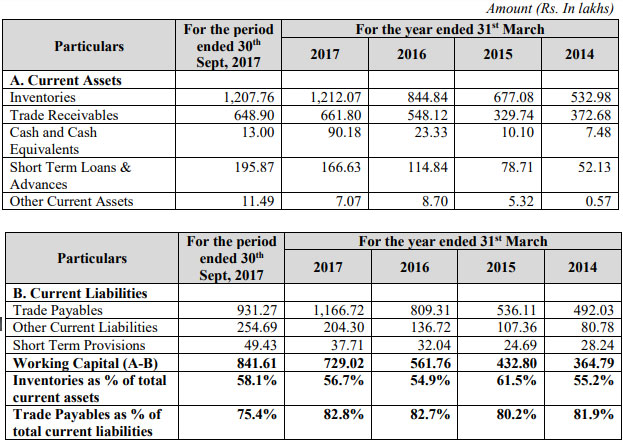 Amount (Rs. In lakhs)
Particulars For the period ended 30th Sept, 2017 For the year ended 31st March
2017 2016 2015 2014
A. Current Assets
Inventories 1,207.76 1,212.07 844.84 677.08 532.98
Trade Receivables 648.90 661.80 548.12 329.74 372.68
Cash and Cash Equivalents 13.00 90.18 23.33 10.10 7.48
Short Term Loans & Advances 195.87 166.63 114.84 78.71 52.13
Other Current Assets 11.49 7.07 8.70 5.32 0.57
Particulars For the period ended 30th Sept, 2017 For the year ended 31st March
2017 2016 2015 2014
B. Current Liabilities
Trade Payables 931.27 1,166.72 809.31 536.11 492.03
Other Current Liabilities 254.69 204.30 136.72 107.36 80.78
Short Term Provisions 49.43 37.71 32.04 24.69 28.24
Working Capital (A-B) 841.61 729.02 561.76 432.80 364.79
Inventories as % of total current assets 58.1% 56.7% 54.9% 61.5% 55.2%
Trade Payables as % of total current liabilities 75.4% 82.8% 82.7% 80.2% 81.9%